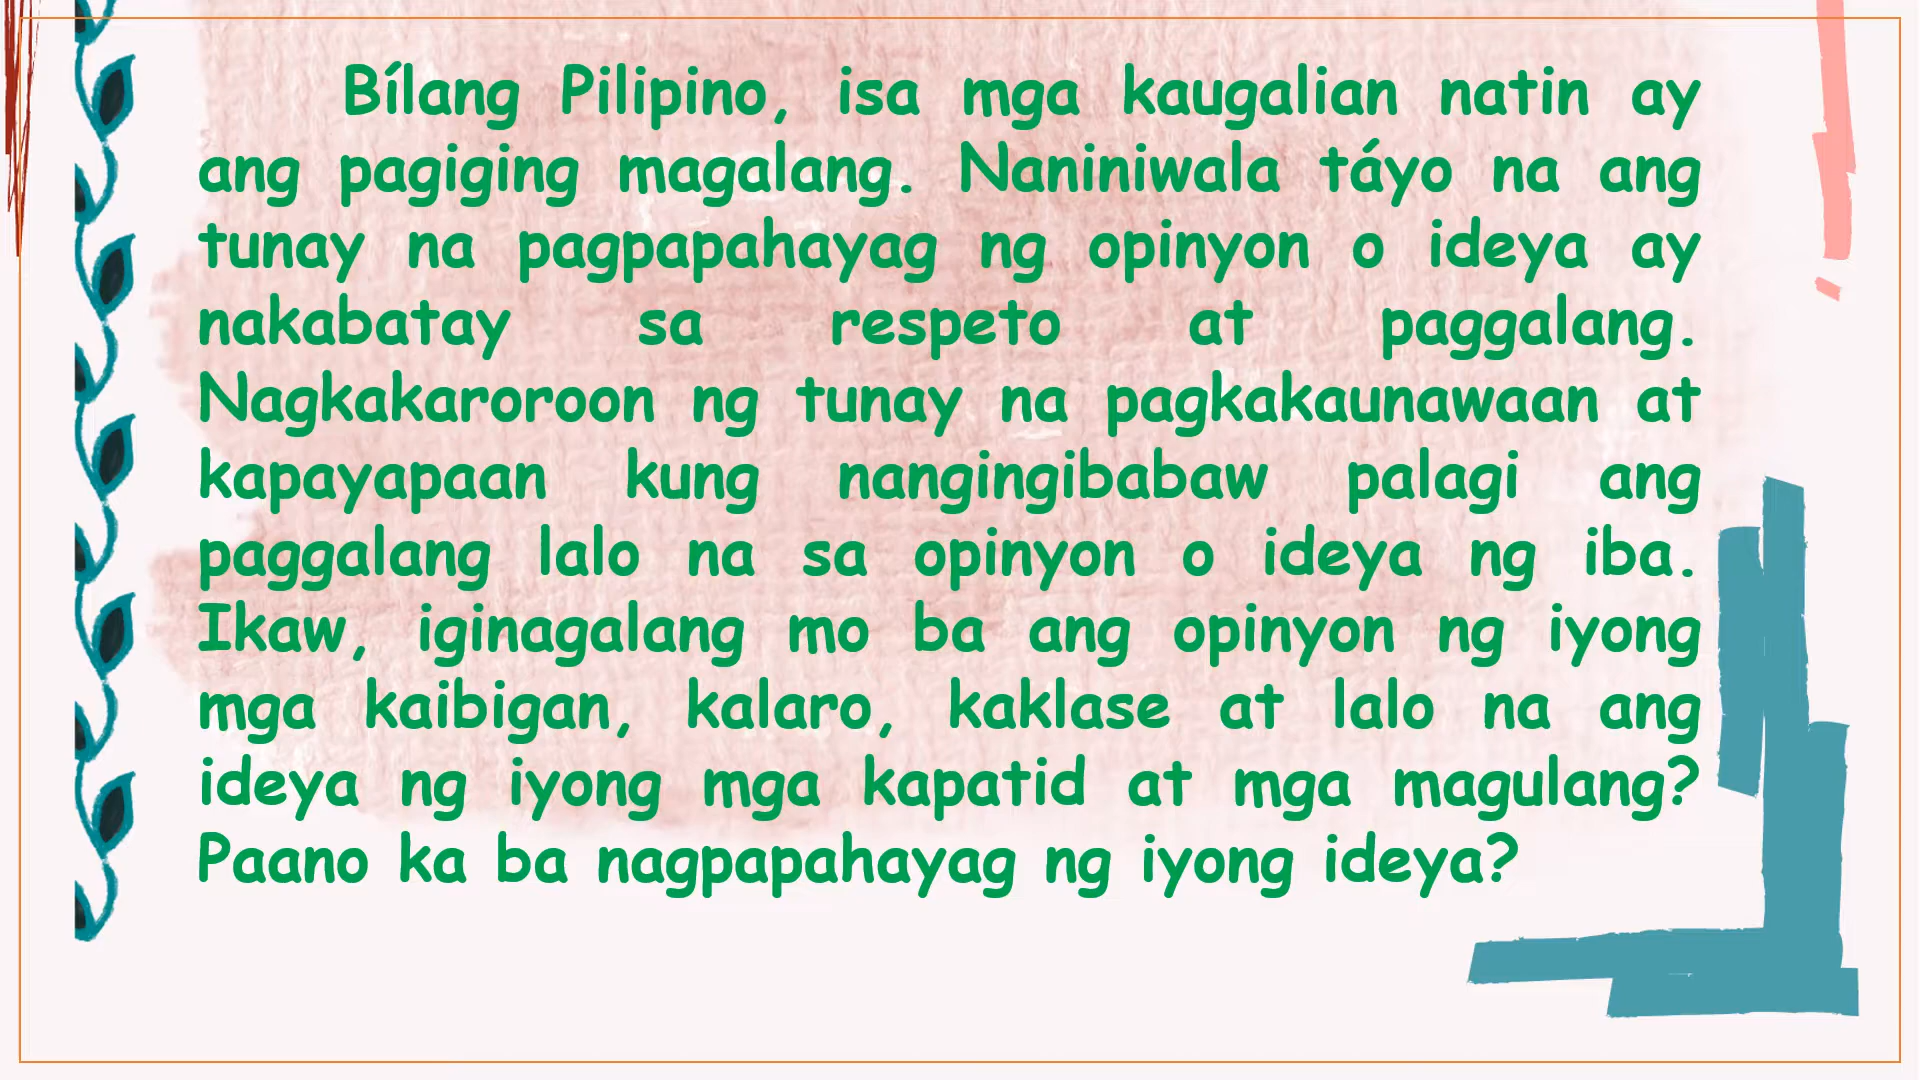 Bílang Pilipino, isa mga kaugalian natin ay
ang pagiging magalang. Naniniwala táyo na ang
tunay na pagpapahayag ng opinyon o ideya ay
nakabatay sa respeto at paggalang.
Nagkakaroroon ng tunay na pagkakaunawaan at
kapayapaan kung nangingibabaw palagi ang
paggalang lalo na sa opinyon o ideya ng iba.
Ikaw, iginagalang mo ba ang opinyon ng iyong
mga kaibigan, kalaro, kaklase at lalo na ang
ideya ng iyong mga kapatid at mga magulang?
Paano ka ba nagpapahayag ng iyong ideya?